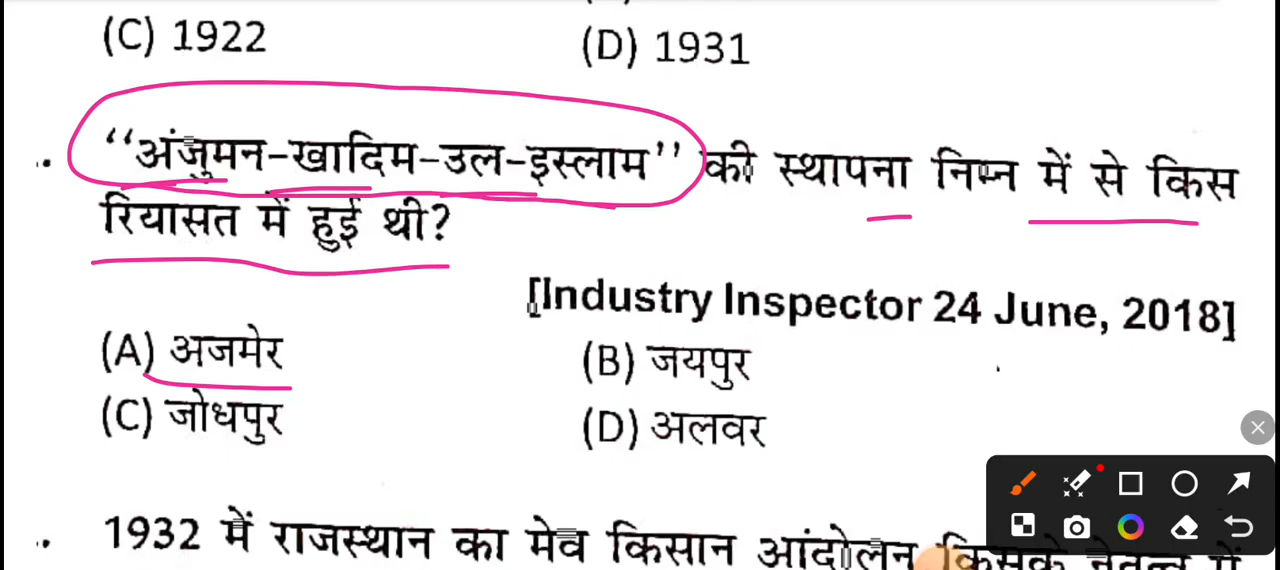 (C) 1922 (D) 1931
‘‘अंजुमन-खादिम-उल-इस्लाम’’ की स्थापना निम्न में से किस
रियासत में हुई थी?
[Industry Inspector 24 June, 2018]
(A) अजमेर (B) जयपुर
(C) जोधपुर (D) अलवर
1932 में राजस्थान का मेव किसान आंदोलन किसके नेतृत्व में